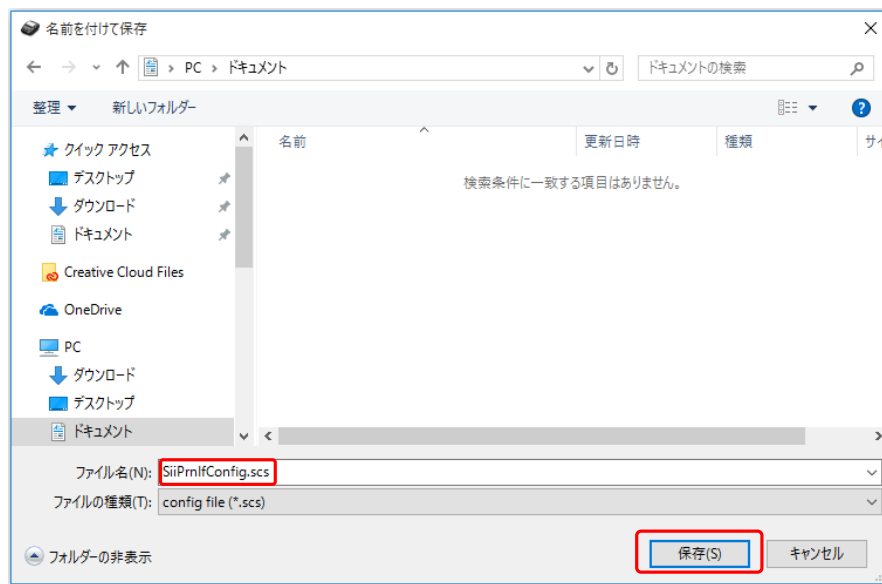 名前を付けて保存
PC › ドキュメント
ドキュメントの検索
整理
新しいフォルダー
?
名前
更新日時
種類
サイ
検索条件に一致する項目はありません。
クイック アクセス
デスクトップ
ダウンロード
ドキュメント
Creative Cloud Files
OneDrive
PC
ダウンロード
デスクトップ
ドキュメント
ファイル名(N): SiiPrnIfConfig.scs
ファイルの種類(T): config file (*.scs)
フォルダーの非表示
保存(S)
キャンセル